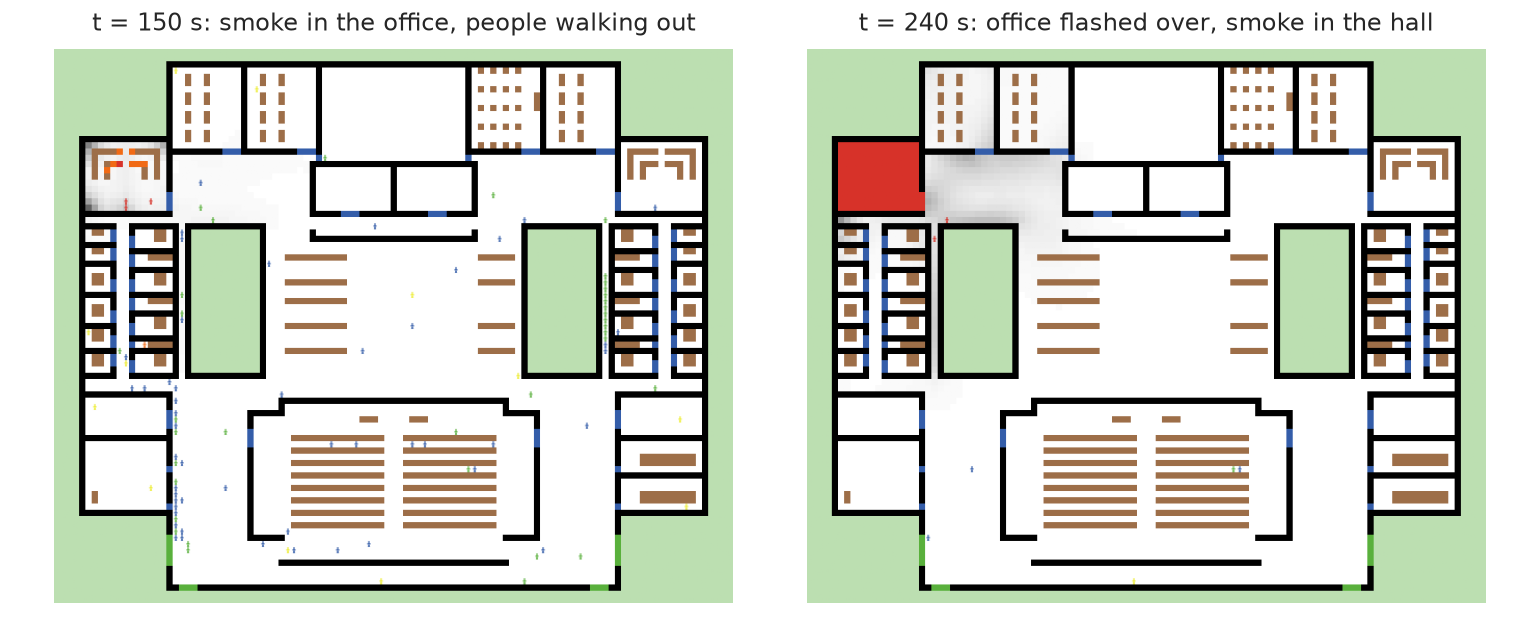 t = 150 s: smoke in the office, people walking out
t = 240 s: office flashed over, smoke in the hall